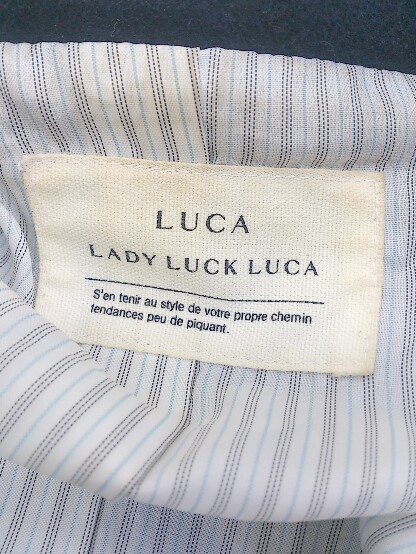 LUCA
LADY LUCK LUCA
S'en tenir au style de votre propre chemin
tendances peu de piquant.